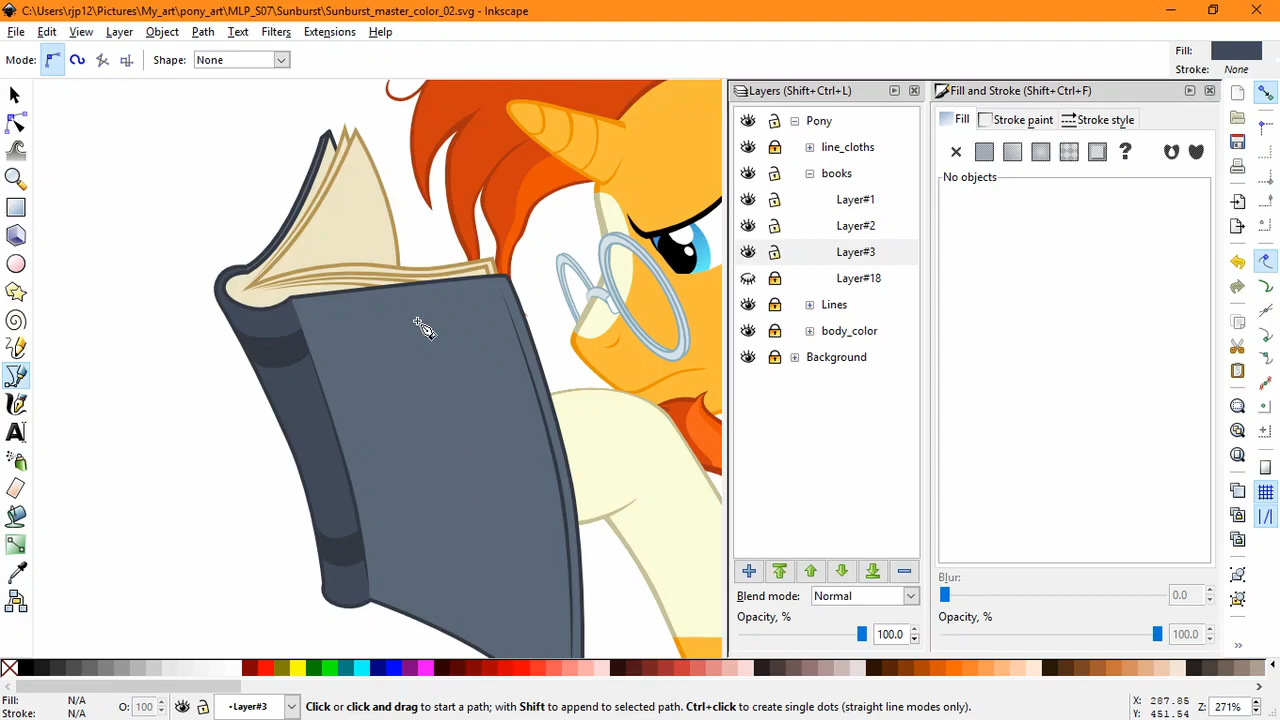 C:\Users\rjp12\Pictures\My_art\pony_art\MLP_S07\Sunburst\Sunburst_master_color_02.svg - Inkscape
File Edit View Layer Object Path Text Filters Extensions Help
Mode: Shape: None Fill:
Stroke: None
Layers (Shift+Ctrl+L) Fill and Stroke (Shift+Ctrl+F)
Pony Fill Stroke paint Stroke style
line_cloths
?
books No objects
Layer#1
Layer#2
Layer#3
Layer#18
Lines
body_color
Background
Blur:
Blend mode: Normal 0.0
Opacity, % Opacity, %
100.0 100.0
Fill: N/A
Stroke: N/A
O: 100 •Layer#3 Click or click and drag to start a path; with Shift to append to selected path. Ctrl+click to create single dots (straight line modes only).
X: 287.85
Y: 451.54
Z: 271%